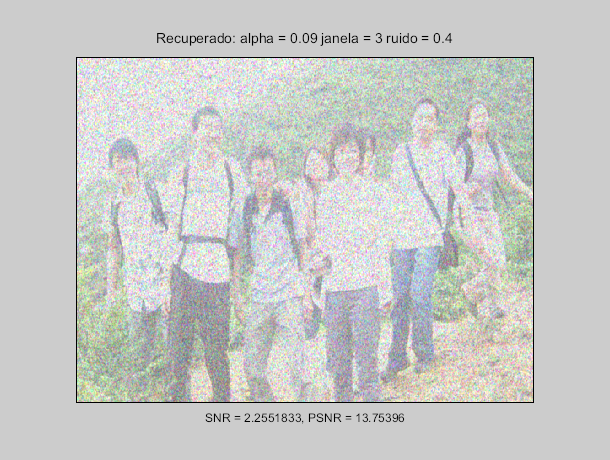 Recuperado: alpha = 0.09 janela = 3 ruido = 0.4
SNR = 2.2551833, PSNR = 13.75396